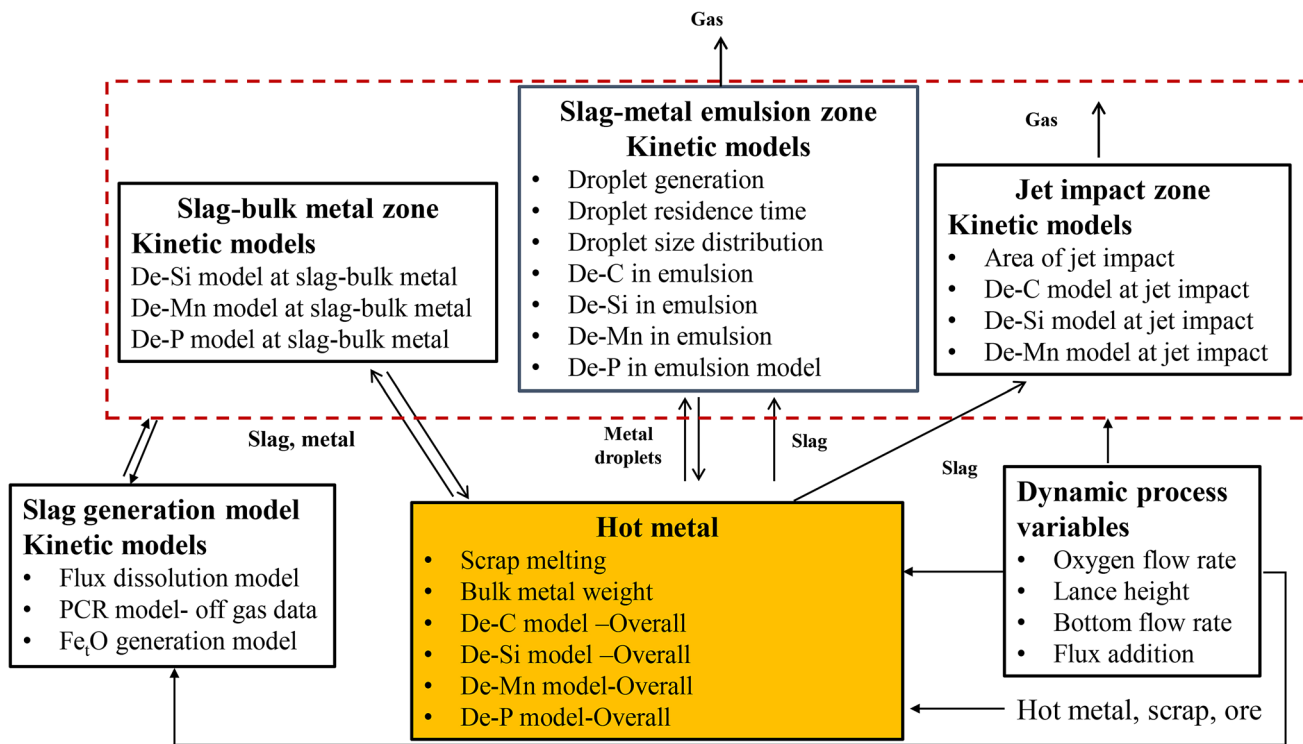 Gas
Slag-metal emulsion zone
Kinetic models
• Droplet generation
• Droplet residence time
• Droplet size distribution
• De-C in emulsion
• De-Si in emulsion
• De-Mn in emulsion
• De-P in emulsion model
Gas
Slag-bulk metal zone
Kinetic models
De-Si model at slag-bulk metal
De-Mn model at slag-bulk metal
De-P model at slag-bulk metal
Jet impact zone
Kinetic models
• Area of jet impact
• De-C model at jet impact
• De-Si model at jet impact
• De-Mn model at jet impact
Slag, metal
Metal
droplets
Slag
Slag
Slag generation model
Kinetic models
• Flux dissolution model
• PCR model- off gas data
• FeₜO generation model
Hot metal
• Scrap melting
• Bulk metal weight
• De-C model –Overall
• De-Si model –Overall
• De-Mn model-Overall
• De-P model-Overall
Dynamic process
variables
• Oxygen flow rate
• Lance height
• Bottom flow rate
• Flux addition
Hot metal, scrap, ore